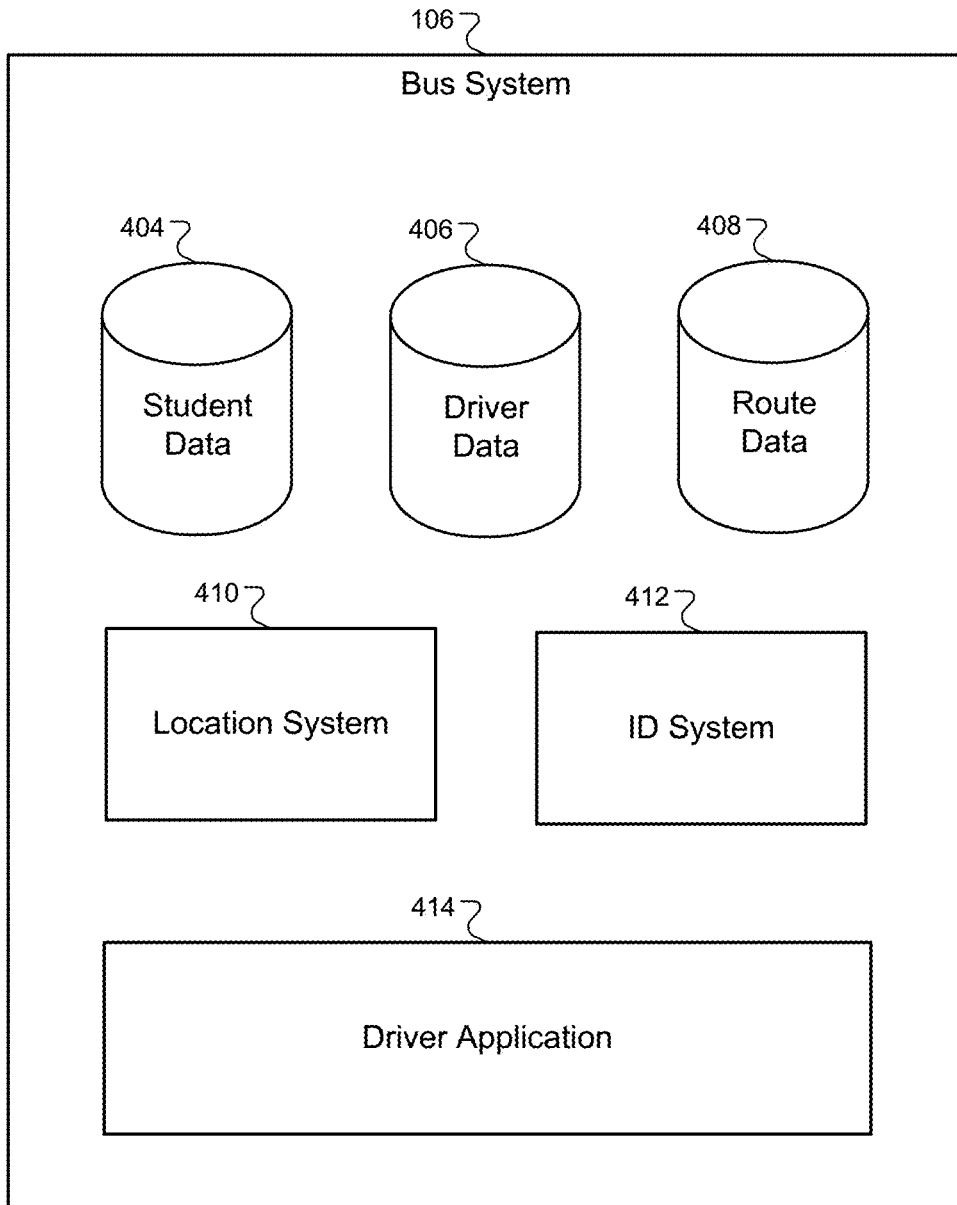 106
Bus System
404
406
408
Student
Data
Driver
Data
Route
Data
410
412
Location System
ID System
414
Driver Application